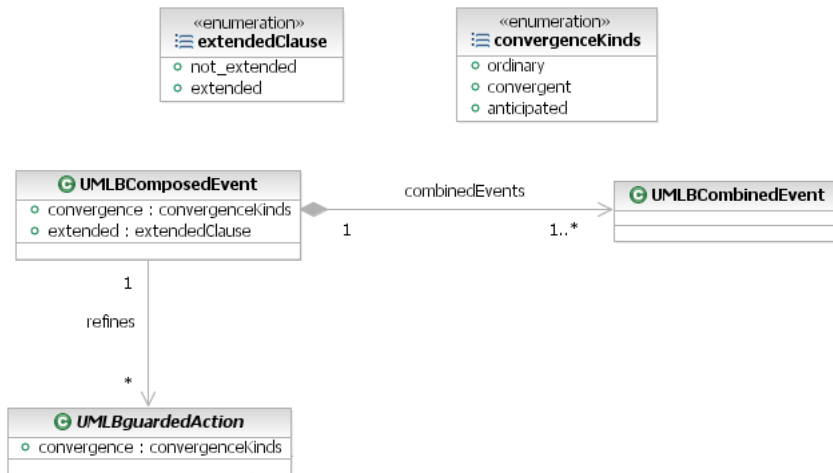 «enumeration»
extendedClause
not_extended
extended
«enumeration»
convergenceKinds
ordinary
convergent
anticipated
UMLBComposedEvent
convergence : convergenceKinds
extended : extendedClause
combinedEvents
1
1..*
UMLBCombinedEvent
1
refines
*
UMLBguardedAction
convergence : convergenceKinds